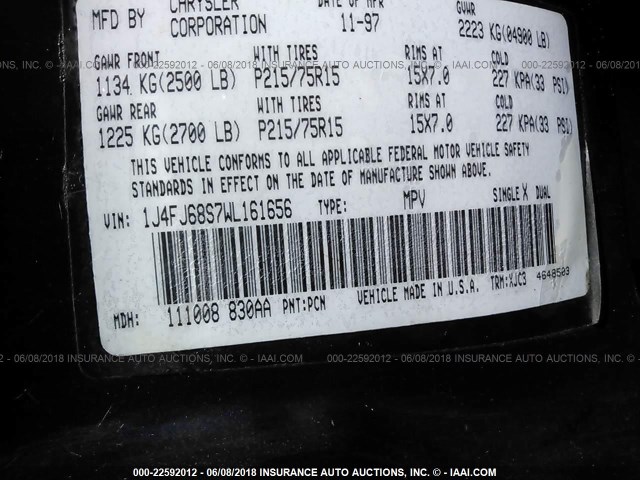 MFD BY CHRYSLER CORPORATION DATE OF MFR 11-97 GVWR 2223 KG(04900 LB)
GAWR FRONT WITH TIRES RIMS AT COLD
1134 KG(2500 LB) P215/75R15 15X7.0 227 KPA(33 PSI)
GAWR REAR WITH TIRES RIMS AT COLD
1225 KG(2700 LB) P215/75R15 15X7.0 227 KPA(33 PSI)
THIS VEHICLE CONFORMS TO ALL APPLICABLE FEDERAL MOTOR VEHICLE SAFETY
STANDARDS IN EFFECT ON THE DATE OF MANUFACTURE SHOWN ABOVE.
VIN: 1J4FJ68S7WL161656 TYPE: MPV SINGLE X DUAL
MDH: 111008 830AA PNT:PCN VEHICLE MADE IN U.S.A. TRM:XJC3 4648503
000-22592012 - 06/08/2018 INSURANCE AUTO AUCTIONS, INC. - © - IAAI.COM